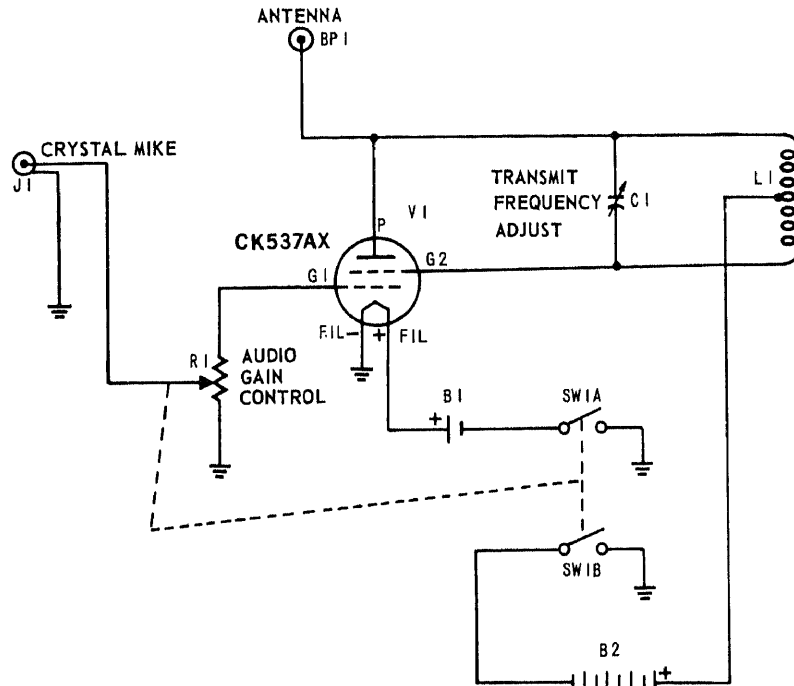 ANTENNA
BP1
CRYSTAL MIKE
J1
TRANSMIT
FREQUENCY
ADJUST
C1
L1
P
V1
CK537AX
G1
G2
FIL-
+ FIL
R1
AUDIO
GAIN
CONTROL
B1
+
SW1A
SW1B
B2
+